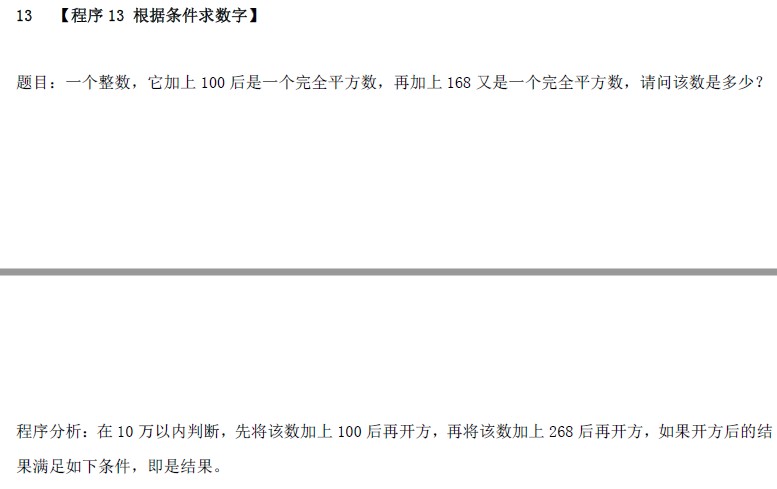 13 【程序 13 根据条件求数字】
题目：一个整数，它加上 100 后是一个完全平方数，再加上 168 又是一个完全平方数，请问该数是多少？
程序分析：在 10 万以内判断，先将该数加上 100 后再开方，再将该数加上 268 后再开方，如果开方后的结
果满足如下条件，即是结果。